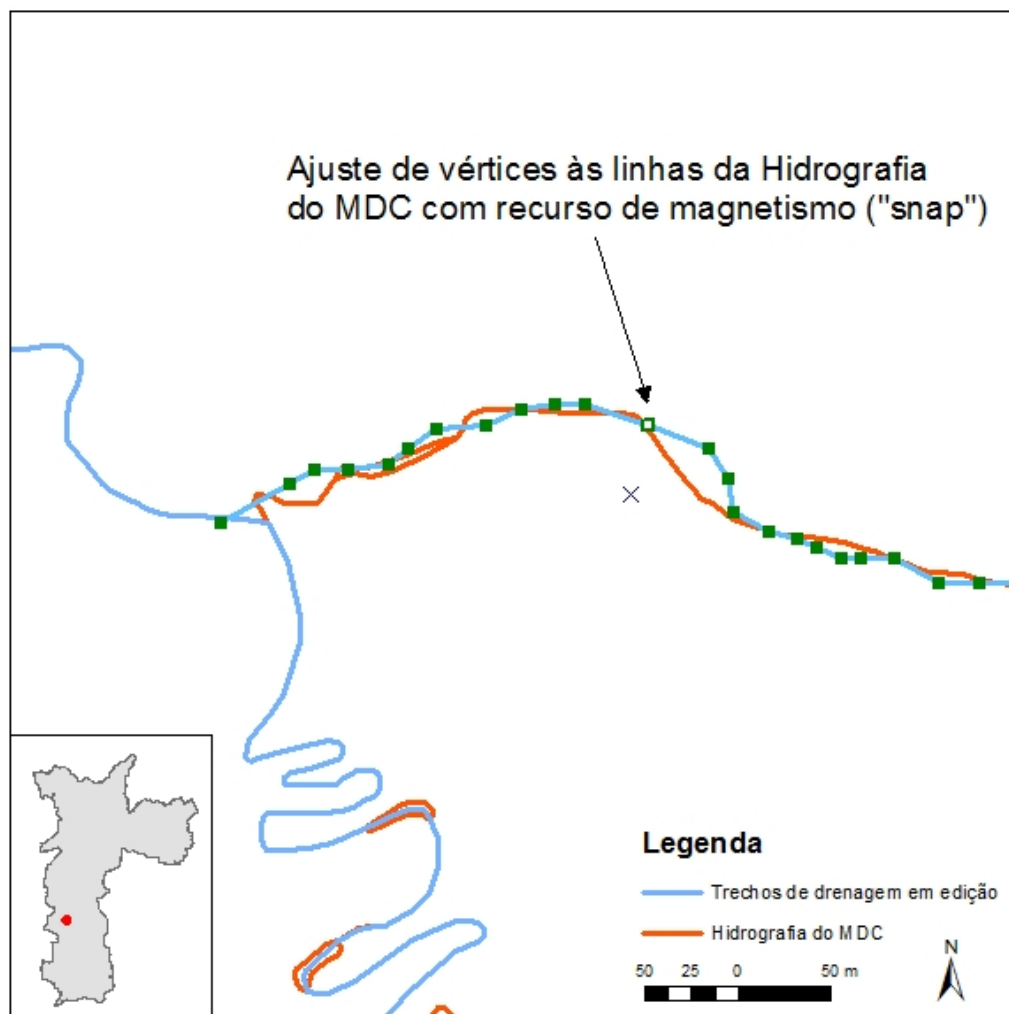 Ajuste de vértices às linhas da Hidrografia
do MDC com recurso de magnetismo ("snap")
Legenda
Trechos de drenagem em edição
Hidrografia do MDC
50 25 0 50 m
N